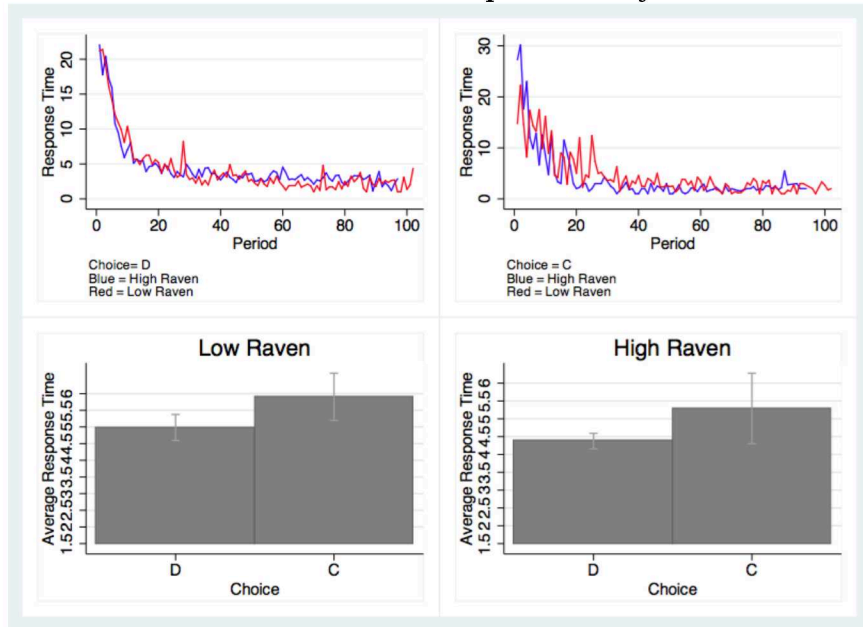 Response Time
20
15
10
5
0
0 20 40 60 80 100
Period
Choice= D
Blue = High Raven
Red = Low Raven
Response Time
30
20
10
0
0 20 40 60 80 100
Period
Choice = C
Blue = High Raven
Red = Low Raven
Low Raven
Average Response Time
1.522.533.544.555.56
D C
Choice
High Raven
Average Response Time
1.522.533.544.555.56
D C
Choice